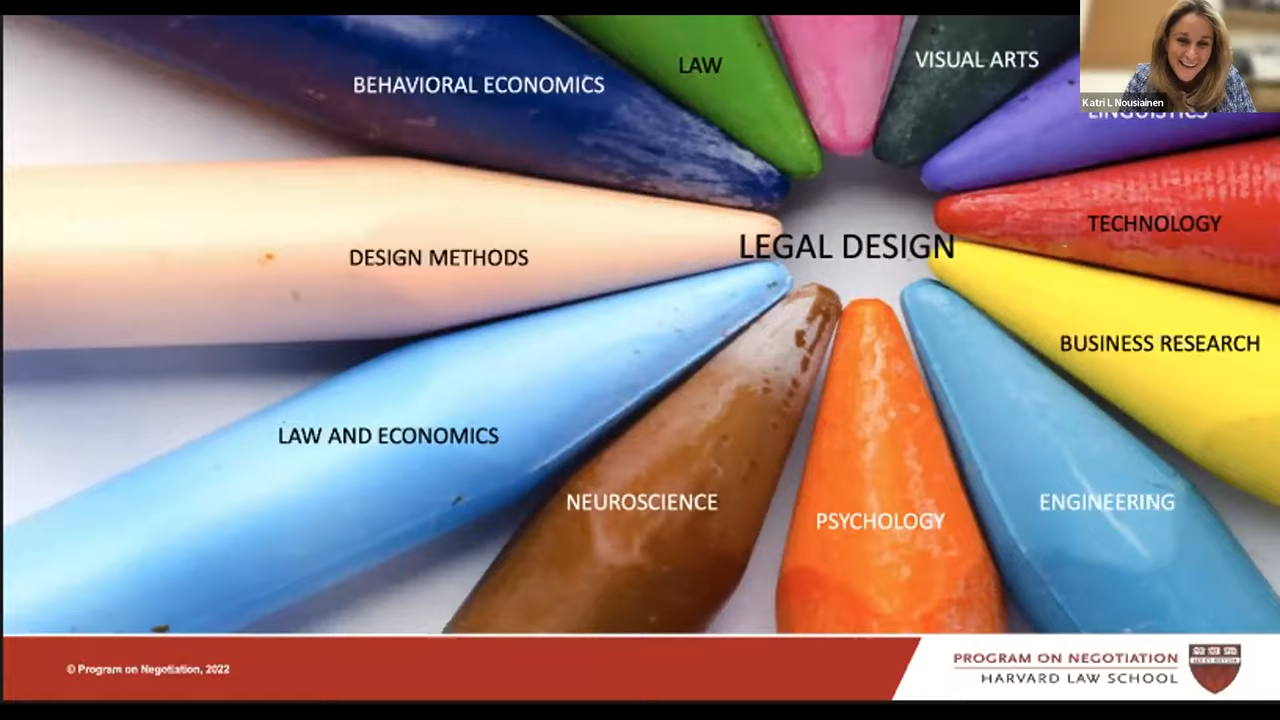 BEHAVIORAL ECONOMICS
LAW
VISUAL ARTS
Katri L Nousiainen
LINGUISTICS
TECHNOLOGY
DESIGN METHODS
LEGAL DESIGN
BUSINESS RESEARCH
LAW AND ECONOMICS
NEUROSCIENCE
PSYCHOLOGY
ENGINEERING
© Program on Negotiation, 2022
PROGRAM ON NEGOTIATION
HARVARD LAW SCHOOL